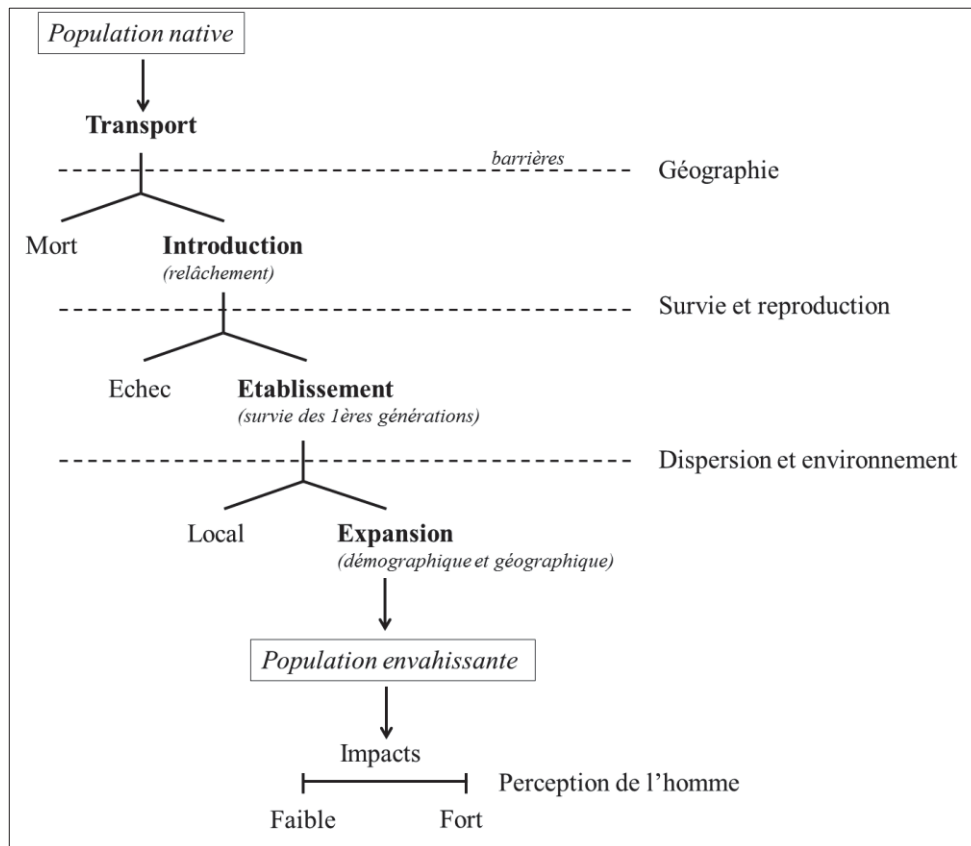 Population native
Transport
barrières
Géographie
Mort
Introduction
(relâchement)
Survie et reproduction
Echec
Etablissement
(survie des 1ères générations)
Dispersion et environnement
Local
Expansion
(démographique et géographique)
Population envahissante
Impacts
Perception de l’homme
Faible
Fort